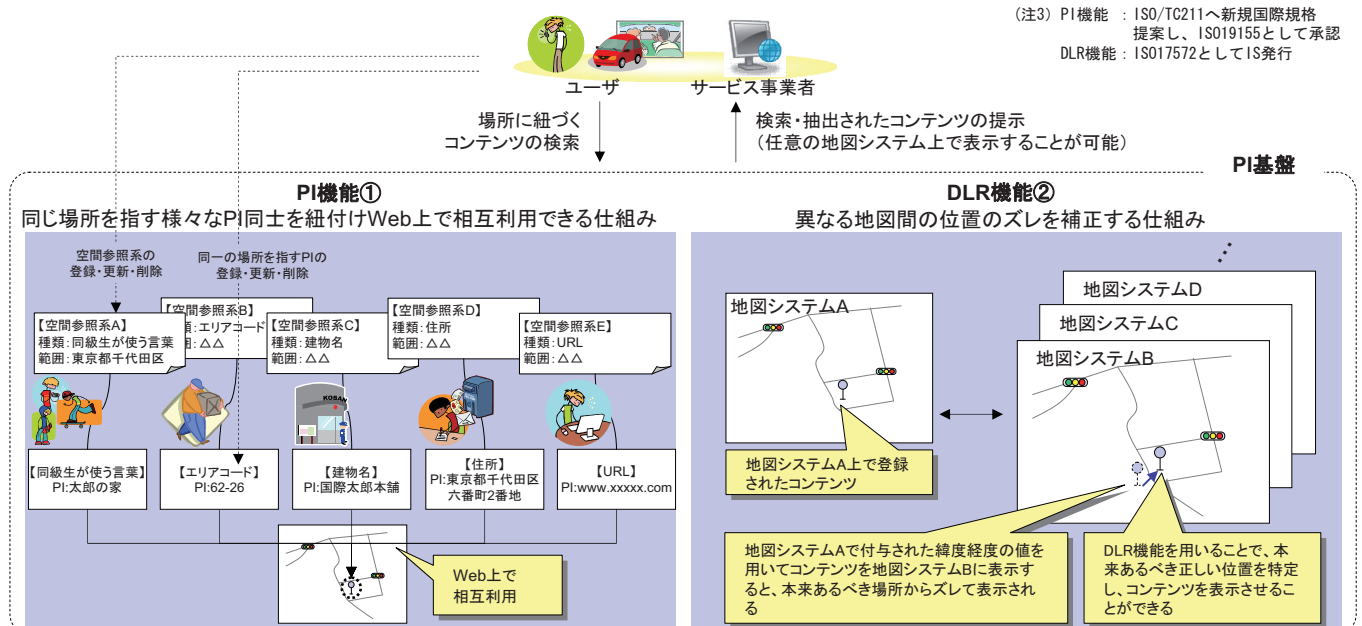 (注3) PI機能 : ISO/TC211へ新規国際規格
提案し、ISO19155として承認
DLR機能 : ISO17572としてIS発行
ユーザ
サービス事業者
場所に紐づく
コンテンツの検索
検索・抽出されたコンテンツの提示
(任意の地図システム上で表示することが可能)
PI基盤
PI機能①
同じ場所を指す様々なPI同士を紐付けWeb上で相互利用できる仕組み
空間参照系の
登録・更新・削除
同一の場所を指すPIの
登録・更新・削除
【空間参照系A】
種類:同級生が使う言葉
範囲:東京都千代田区
【空間参照系B】
類:エリアコード
囲:△△
【空間参照系C】
種類:建物名
範囲:△△
【空間参照系D】
種類:住所
範囲:△△
【空間参照系E】
種類:URL
範囲:△△
KOBAN
【同級生が使う言葉】
PI:太郎の家
【エリアコード】
PI:62-26
【建物名】
PI:国際太郎本舗
【住所】
PI:東京都千代田区
六番町2番地
【URL】
PI:www.xxxxx.com
Web上で
相互利用
DLR機能②
異なる地図間の位置のズレを補正する仕組み
地図システムA
地図システムD
地図システムC
地図システムB
地図システムA上で登録
されたコンテンツ
地図システムAで付与された緯度経度の値を
用いてコンテンツを地図システムBに表示す
ると、本来あるべき場所からズレて表示され
る
DLR機能を用いることで、本
来あるべき正しい位置を特定
し、コンテンツを表示させるこ
とができる